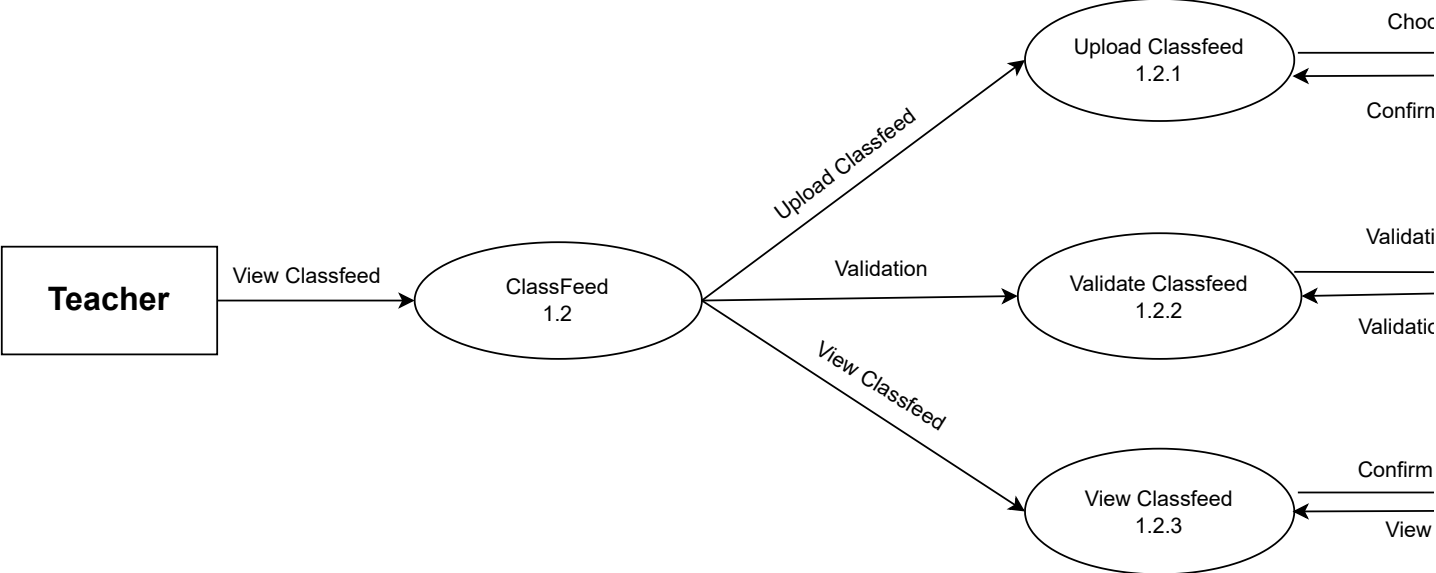 Upload Classfeed
1.2.1
Upload Classfeed
Teacher
View Classfeed
ClassFeed
1.2
Validation
Validate Classfeed
1.2.2
View Classfeed
View Classfeed
1.2.3
Confirm
View